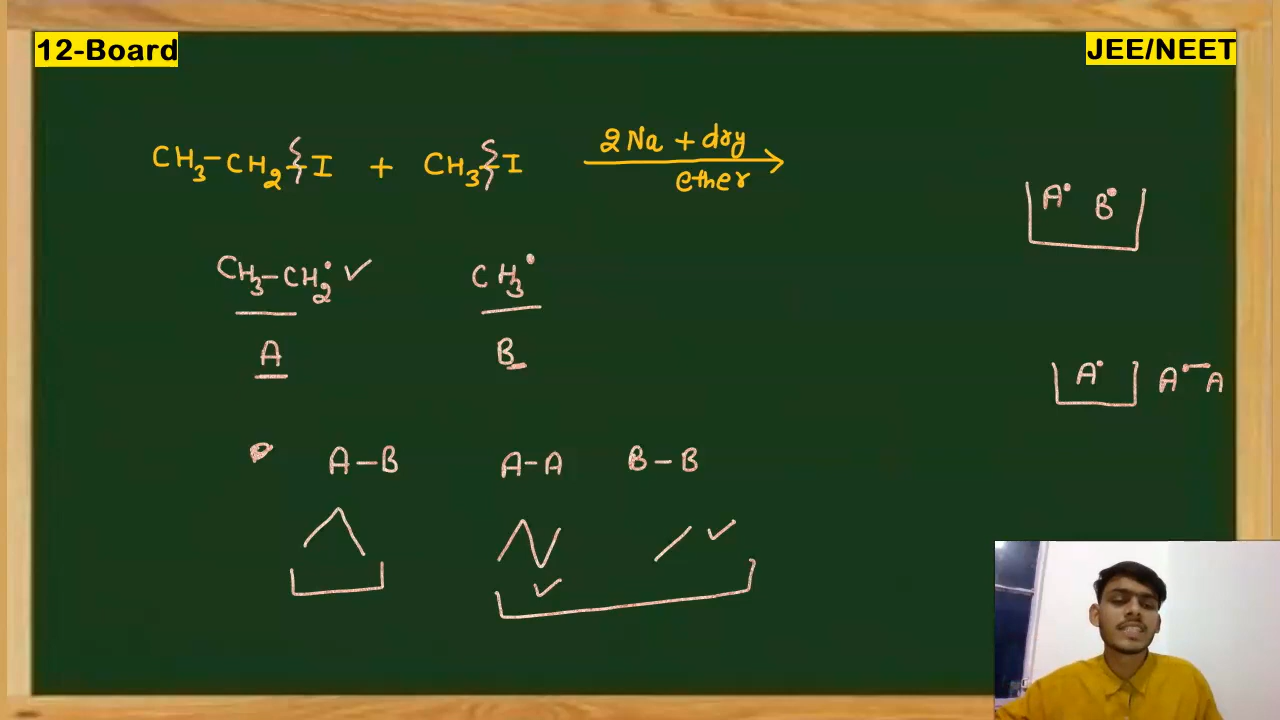 12-Board
JEE/NEET
CH₃-CH₂-I + CH₃-I 2Na + dry
ether
A• B•
CH₃-CH₂• ✓ CH₃•
A B
A• A•-A
A-B A-A B-B
✓
✓